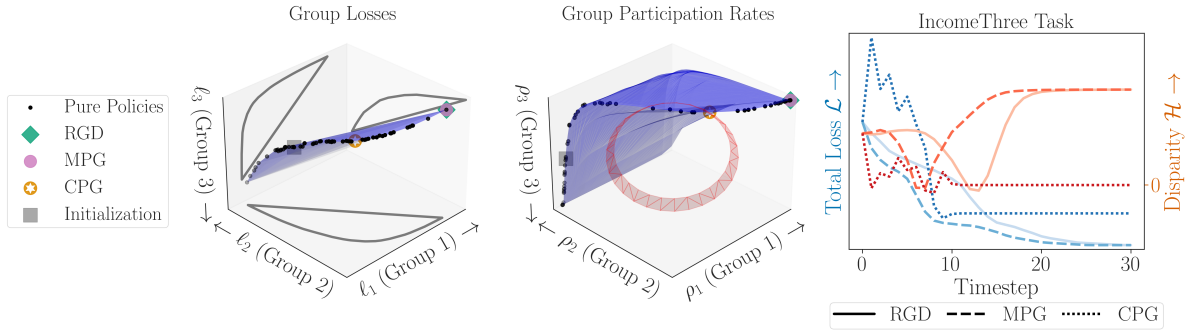 Group Losses
Group Participation Rates
IncomeThree Task
Pure Policies
RGD
MPG
CPG
Initialization
ℓ3 (Group 3) →
← ℓ2 (Group 2)
ℓ1 (Group 1) →
ρ3 (Group 3) →
← ρ2 (Group 2)
ρ1 (Group 1) →
Total Loss ℒ →
Disparity ℋ →
0
0 10 20 30
Timestep
RGD MPG CPG